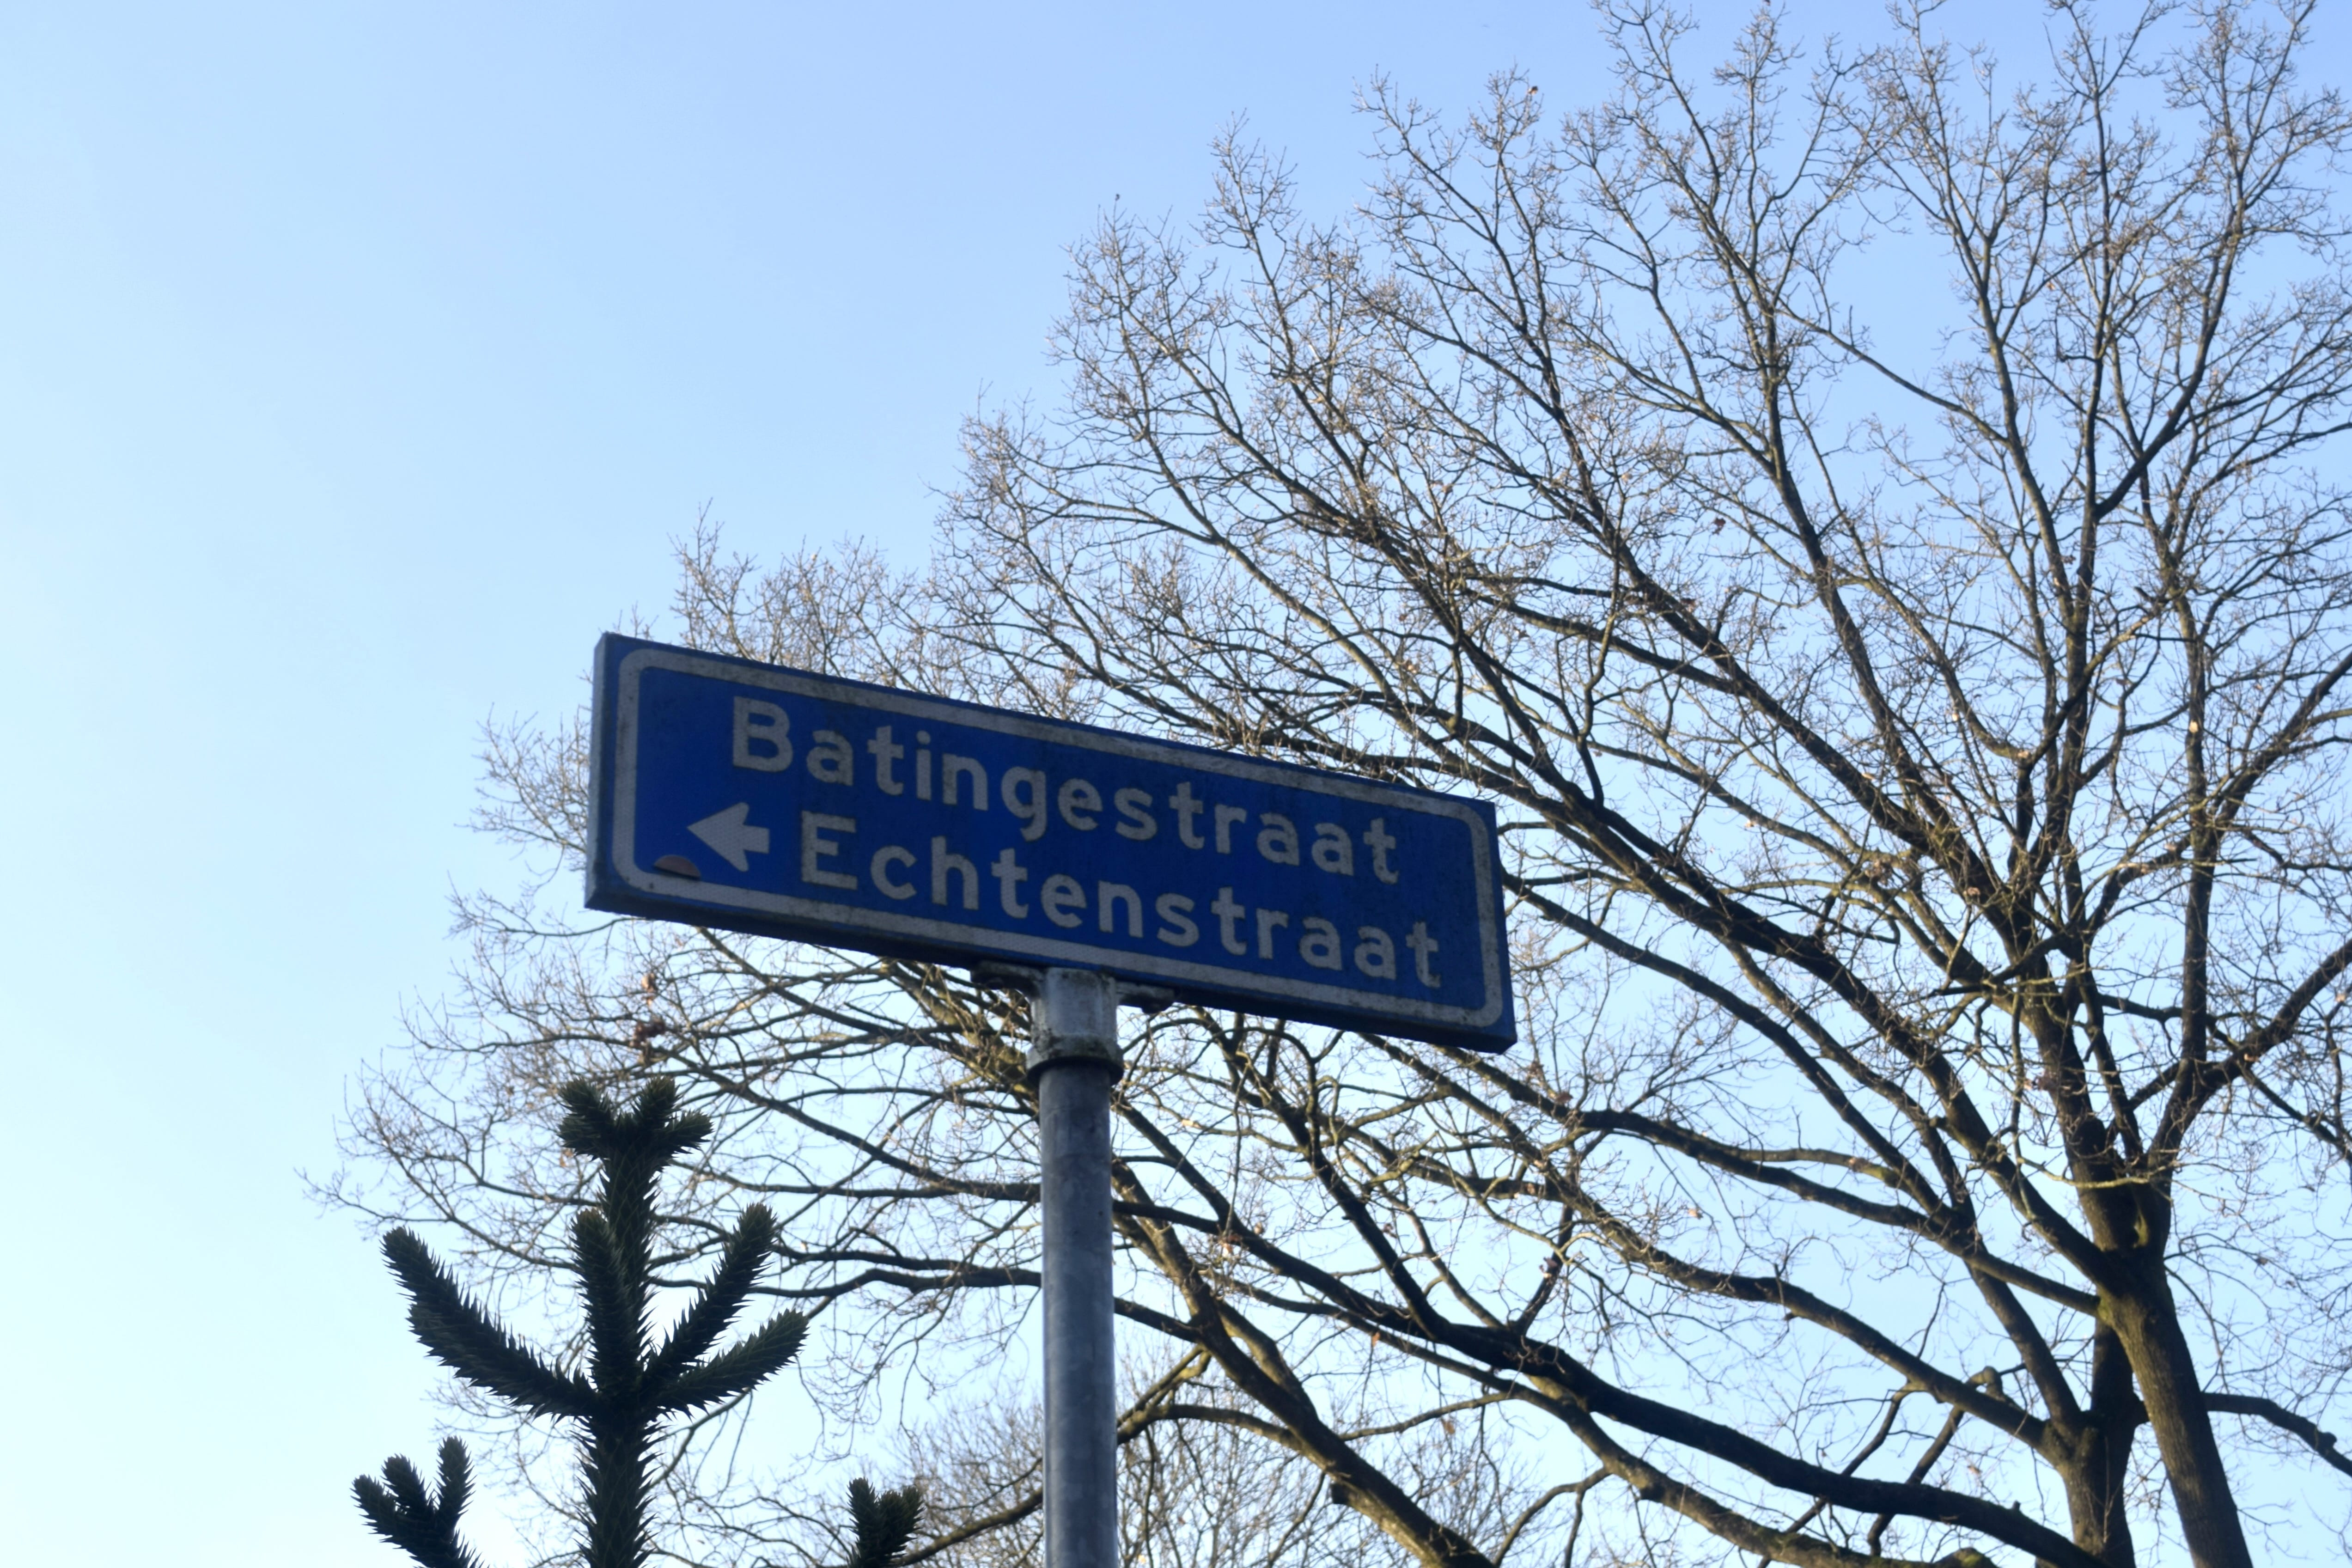 Batingestraat
← Echtenstraat